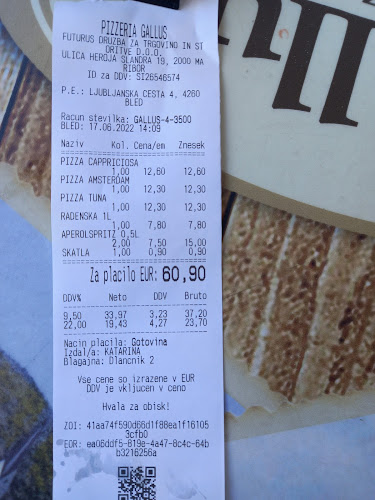 PIZZERIA GALLUS
FUTURUS DRUZBA ZA TRGOVINO IN ST
ORITVE D.O.O.
ULICA HEROJA SLANDRA 19, 2000 MA
RIBOR
ID za DDV: SI26546574
P.E.: LJUBLJANSKA CESTA 4, 4260
BLED
Racun stevilka: GALLUS-4-3500
BLED: 17.06.2022 14:09
Naziv Kol. Cena/em Znesek
PIZZA CAPPRICIOSA
1,00 12,60 12,60
PIZZA AMSTERDAM
1,00 12,30 12,30
PIZZA TUNA
1,00 12,30 12,30
RADENSKA 1L
1,00 7,80 7,80
APEROLSPRITZ 0,5L
2,00 7,50 15,00
SKATLA 1,00 0,90 0,90
Za placilo EUR: 60,90
DDV% Neto DDV Bruto
9,50 33,97 3,23 37,20
22,00 19,43 4,27 23,70
Nacin placila: Gotovina
Izdal/a: KATARINA
Blagajna: Dlancnik 2
Vse cene so izrazene v EUR
DDV je vkljucen v ceno
Hvala za obisk!
ZOI: 41aa74f590d66d1f88ea1f16105
3cfb0
EOR: ea06ddf5-819e-4a47-8c4c-64b
b3216256a